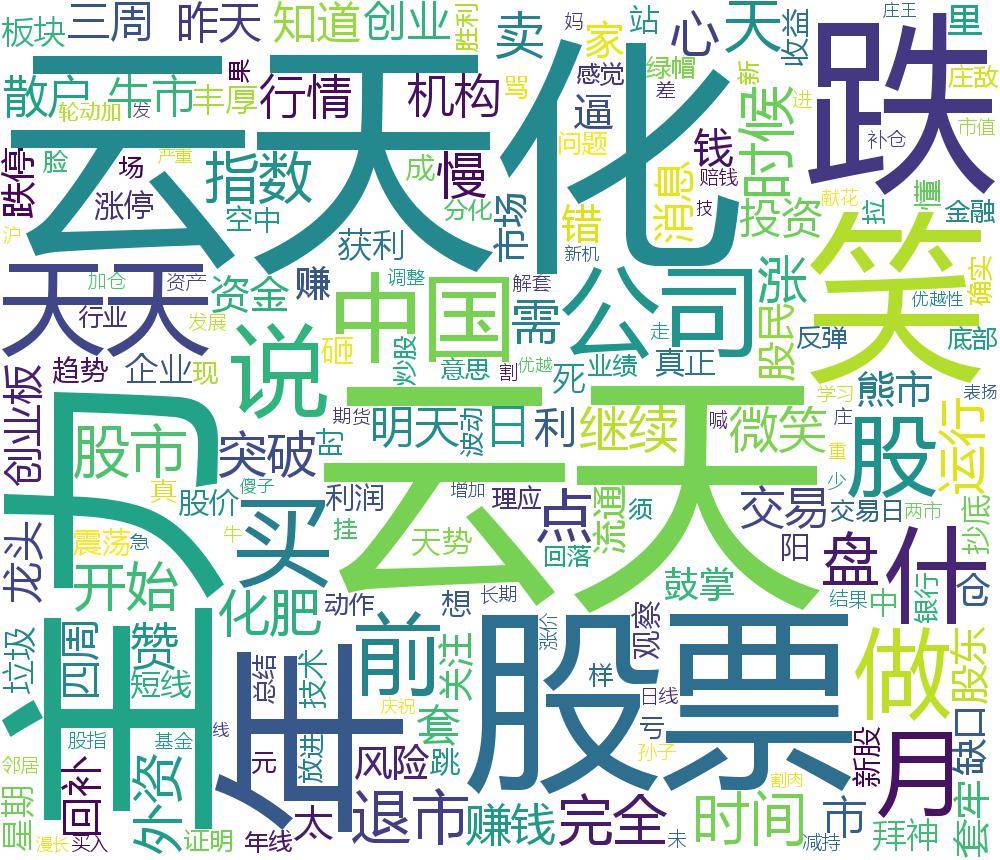 板块
三周
昨天
知道
创业
胜利
卖
妈
家
站
心
天
收益
庄王
里
散户
牛市
果
丰厚
行情
机构
骂
感觉
绿帽
差
新
庄敌
轮动加
发
逼
跌
云天化
跌停
脸
严重
场
涨停
指数
成
慢
问题
钱
时候
进
补仓
市值
沪
空中
分化
市场
错
消息
赔钱
技
投资
献花
拉
懂
金融
获利
新机
笑
天天
加仓
资产
行业
发展
资金
赚
调整
解套
中国
需
公司
涨
确实
优越性
趋势
企业
现
说
砸
炒股
意思
割
优越
业绩
死
真正
股民
反弹
底部
创业板
期货
明天
波动
日
利
继续
喊
微笑
学习
庄
熊市
表扬
股市
突破
时
云天
重
股
运行
真
股价
傻子
利润
增加
理应
点
流通
须
少
交易
交易日
两市
龙头
震荡
急
牛
买
挂
天势
回落
阳
盘
什
抄底
开始
化肥
动作
想
长期
鼓掌
结果
中
银行
仓
垃圾
四周
赞
总结
技术
前
关注
股票
涨价
观察
做
股东
短线
庆祝
样
日线
月
缺口
邻居
股指
基金
线
年
套
亏
孙子
新股
星期
回补
外资
元
放进
风险
跳
割肉
漫长
买入
证明
年线
太
退市
赚钱
完全
未
时间
减持
市
拜神
套牢